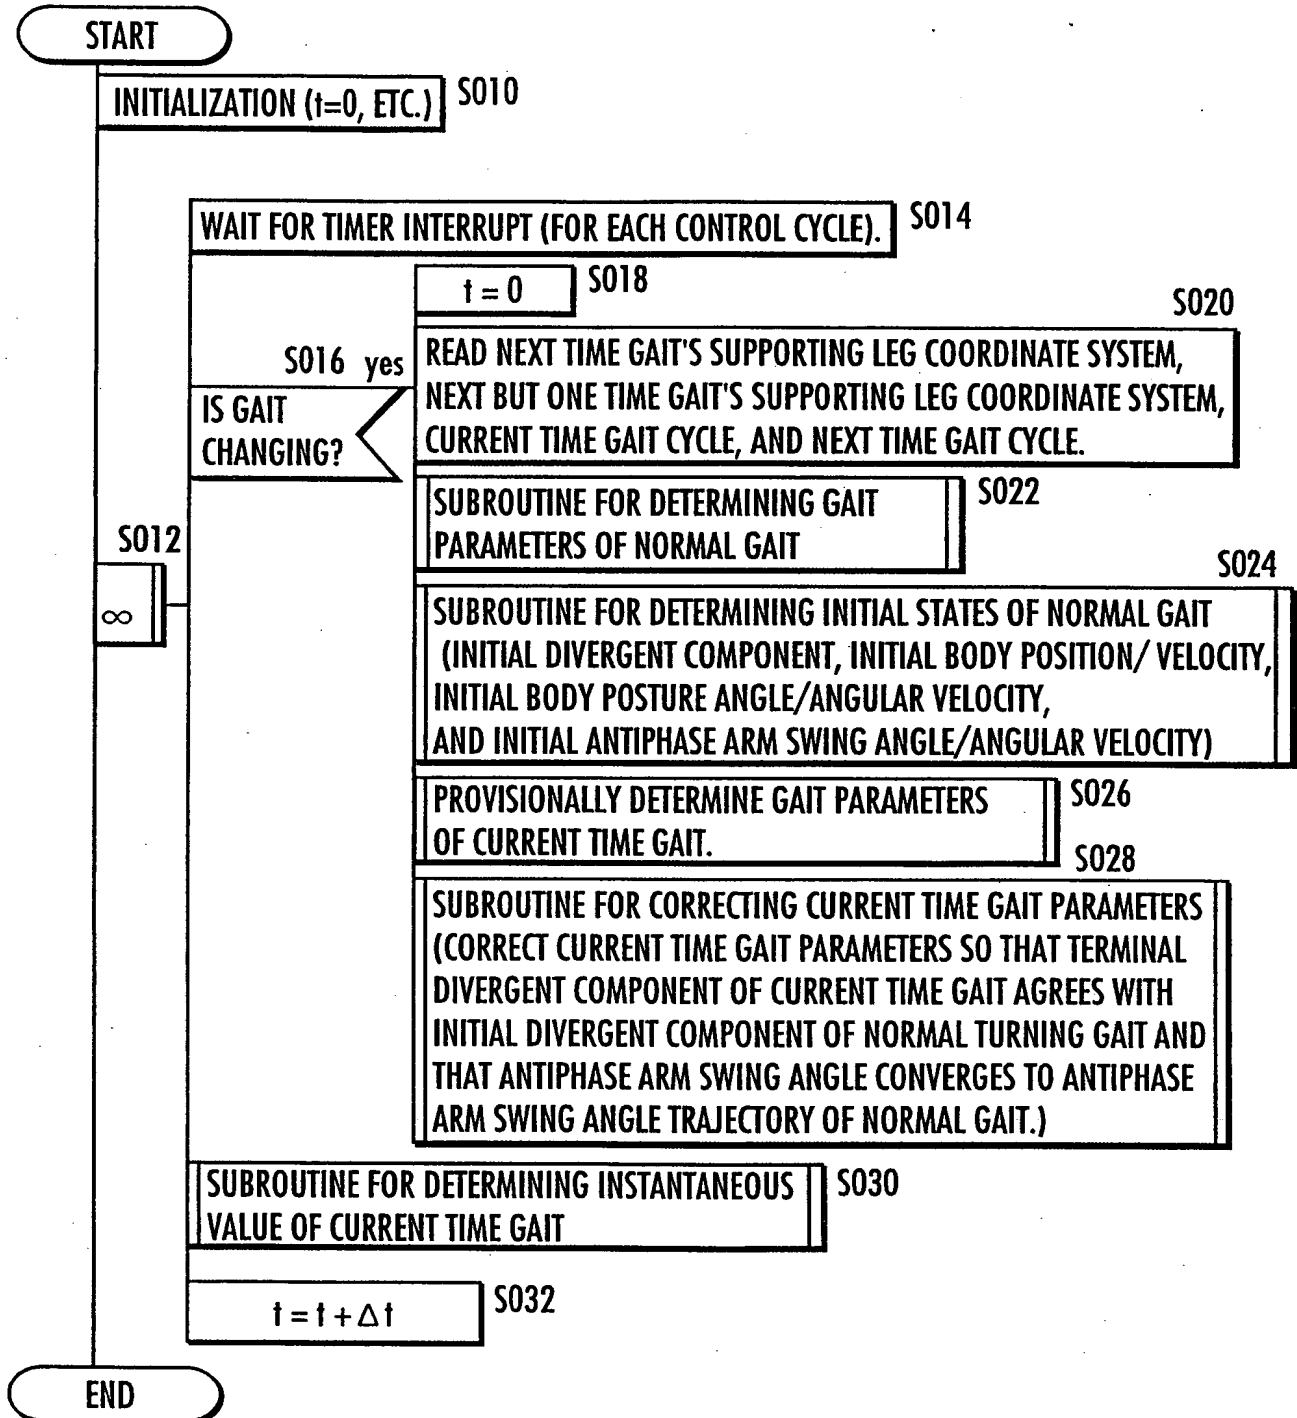 START
INITIALIZATION (t=0, ETC.)
S010
WAIT FOR TIMER INTERRUPT (FOR EACH CONTROL CYCLE).
S014
t = 0
S018
S020
READ NEXT TIME GAIT'S SUPPORTING LEG COORDINATE SYSTEM,
NEXT BUT ONE TIME GAIT'S SUPPORTING LEG COORDINATE SYSTEM,
CURRENT TIME GAIT CYCLE, AND NEXT TIME GAIT CYCLE.
S016 yes
IS GAIT
CHANGING?
SUBROUTINE FOR DETERMINING GAIT
PARAMETERS OF NORMAL GAIT
S022
S012
∞
S024
SUBROUTINE FOR DETERMINING INITIAL STATES OF NORMAL GAIT
(INITIAL DIVERGENT COMPONENT, INITIAL BODY POSITION/ VELOCITY,
INITIAL BODY POSTURE ANGLE/ANGULAR VELOCITY,
AND INITIAL ANTIPHASE ARM SWING ANGLE/ANGULAR VELOCITY)
PROVISIONALLY DETERMINE GAIT PARAMETERS
OF CURRENT TIME GAIT.
S026
S028
SUBROUTINE FOR CORRECTING CURRENT TIME GAIT PARAMETERS
(CORRECT CURRENT TIME GAIT PARAMETERS SO THAT TERMINAL
DIVERGENT COMPONENT OF CURRENT TIME GAIT AGREES WITH
INITIAL DIVERGENT COMPONENT OF NORMAL TURNING GAIT AND
THAT ANTIPHASE ARM SWING ANGLE CONVERGES TO ANTIPHASE
ARM SWING ANGLE TRAJECTORY OF NORMAL GAIT.)
SUBROUTINE FOR DETERMINING INSTANTANEOUS
VALUE OF CURRENT TIME GAIT
S030
t = t + Δ t
S032
END